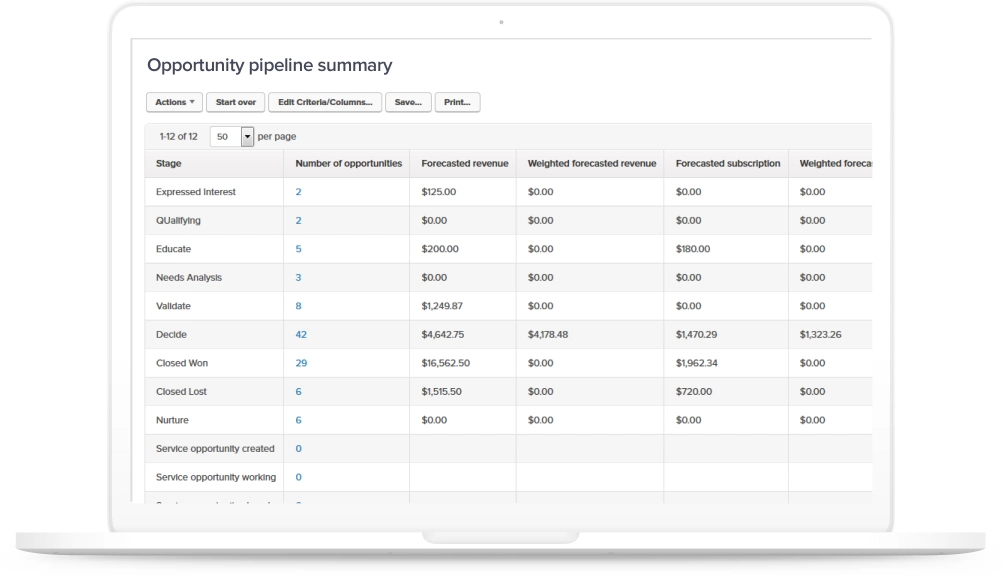 Opportunity pipeline summary
Actions Start over Edit Criteria/Columns... Save... Print...
1-12 of 12 50 per page
Stage Number of opportunities Forecasted revenue Weighted forecasted revenue Forecasted subscription Weighted foreca
Expressed Interest 2 $125.00 $0.00 $0.00 $0.00
QUalifying 2 $0.00 $0.00 $0.00 $0.00
Educate 5 $200.00 $0.00 $180.00 $0.00
Needs Analysis 3 $0.00 $0.00 $0.00 $0.00
Validate 8 $1,249.87 $0.00 $0.00 $0.00
Decide 42 $4,642.75 $4,178.48 $1,470.29 $1,323.26
Closed Won 29 $16,562.50 $0.00 $1,962.34 $0.00
Closed Lost 6 $1,515.50 $0.00 $720.00 $0.00
Nurture 6 $0.00 $0.00 $0.00 $0.00
Service opportunity created 0
Service opportunity working 0